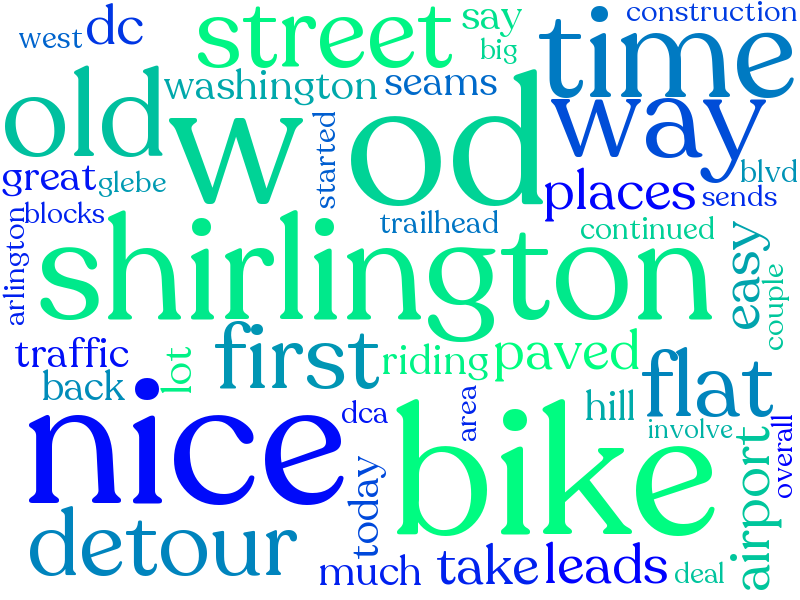 west dc street say construction
big time
old washington seams
w od way
started
great glebe places blvd
sends
blocks trailhead continued
arlington shirlington easy
couple
traffic first riding paved
back lot flat
nice dca area hill
bike involve overall
detour today airport
much take leads deal